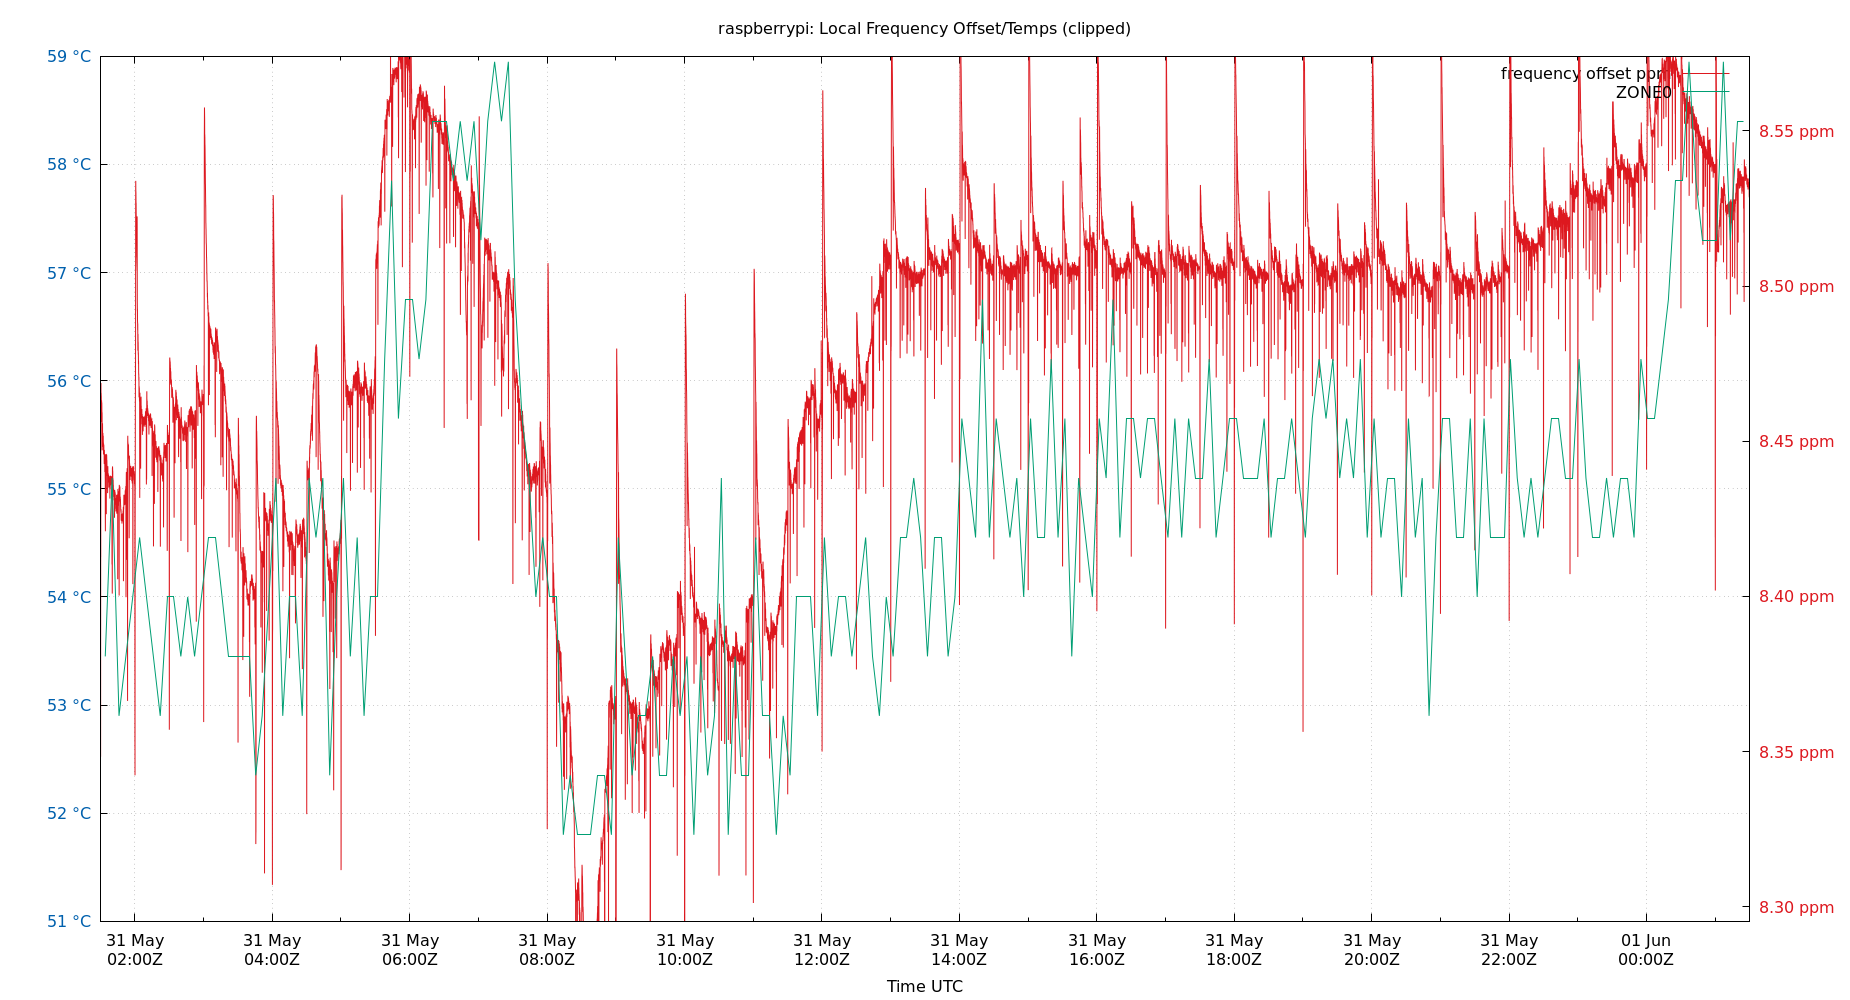 raspberrypi: Local Frequency Offset/Temps (clipped)
59 °C
58 °C
57 °C
56 °C
55 °C
54 °C
53 °C
52 °C
51 °C
frequency offset ppm
ZONE0
8.55 ppm
8.50 ppm
8.45 ppm
8.40 ppm
8.35 ppm
8.30 ppm
31 May 31 May 31 May 31 May 31 May 31 May 31 May 31 May 31 May 31 May 31 May 01 Jun
02:00Z 04:00Z 06:00Z 08:00Z 10:00Z 12:00Z 14:00Z 16:00Z 18:00Z 20:00Z 22:00Z 00:00Z
Time UTC